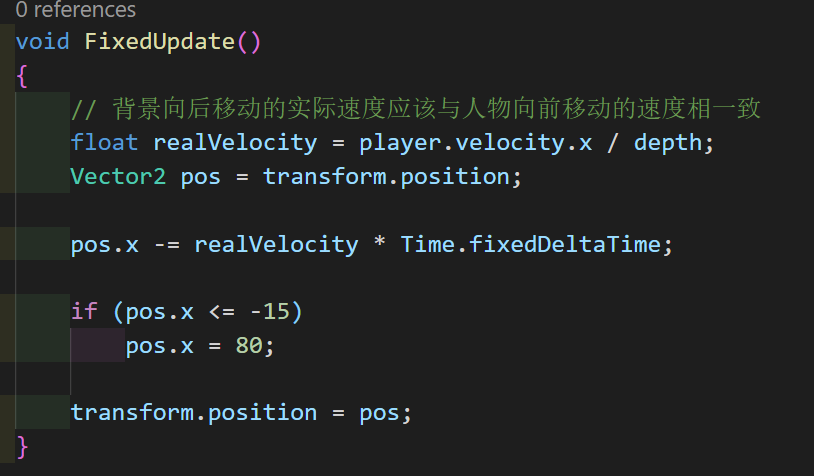 0 references
void FixedUpdate()
{
// 背景向后移动的实际速度应该与人物向前移动的速度相一致
float realVelocity = player.velocity.x / depth;
Vector2 pos = transform.position;
pos.x -= realVelocity * Time.fixedDeltaTime;
if (pos.x <= -15)
pos.x = 80;
transform.position = pos;
}